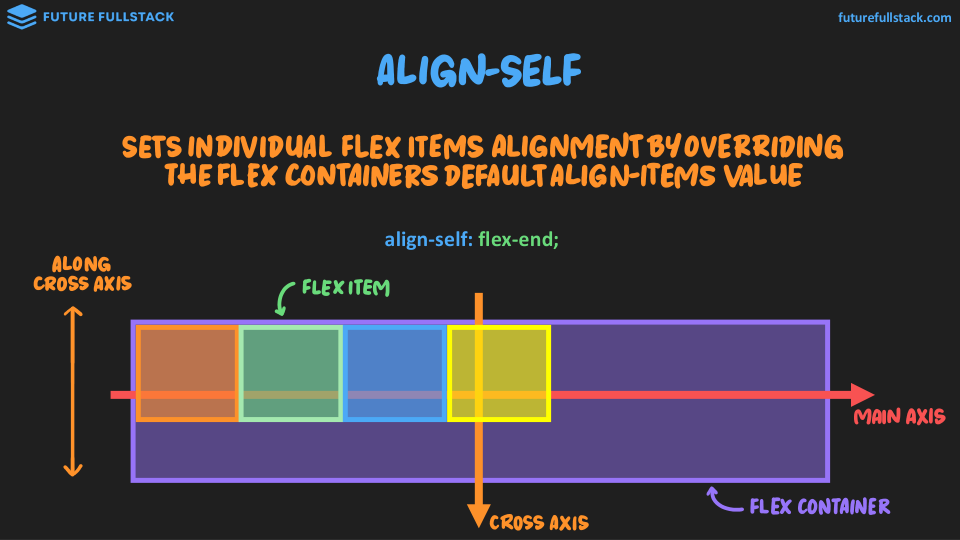 FUTURE FULLSTACK
futurefullstack.com
ALIGN-SELF
SETS INDIVIDUAL FLEX ITEMS ALIGNMENT BY OVERRIDING
THE FLEX CONTAINERS DEFAULT ALIGN-ITEMS VALUE
align-self: flex-end;
ALONG
CROSS AXIS
FLEX ITEM
MAIN AXIS
FLEX CONTAINER
CROSS AXIS